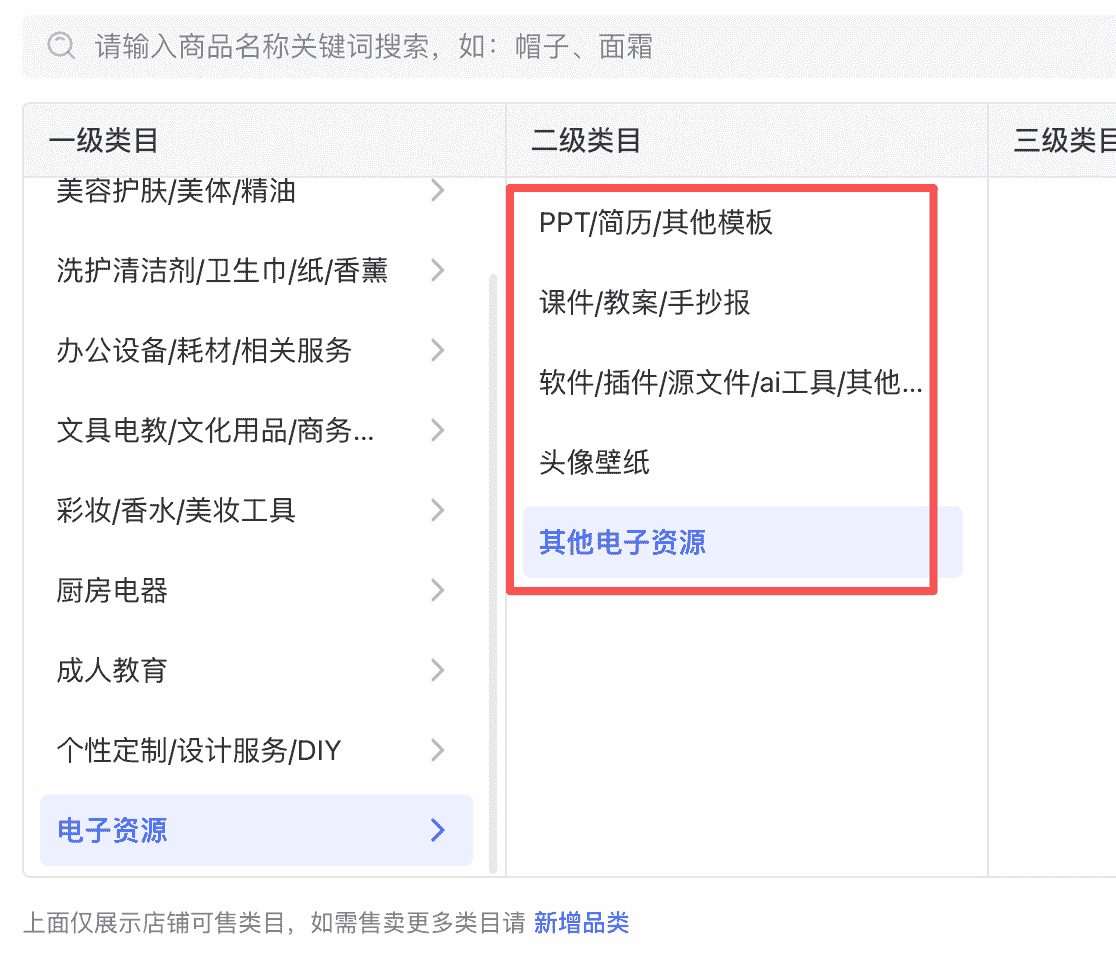 请输入商品名称关键词搜索，如：帽子、面霜
一级类目
二级类目
三级类目
美容护肤/美体/精油
洗护清洁剂/卫生巾/纸/香薰
办公设备/耗材/相关服务
文具电教/文化用品/商务...
彩妆/香水/美妆工具
厨房电器
成人教育
个性定制/设计服务/DIY
电子资源
PPT/简历/其他模板
课件/教案/手抄报
软件/插件/源文件/ai工具/其他...
头像壁纸
其他电子资源
上面仅展示店铺可售类目，如需售卖更多类目请 新增品类